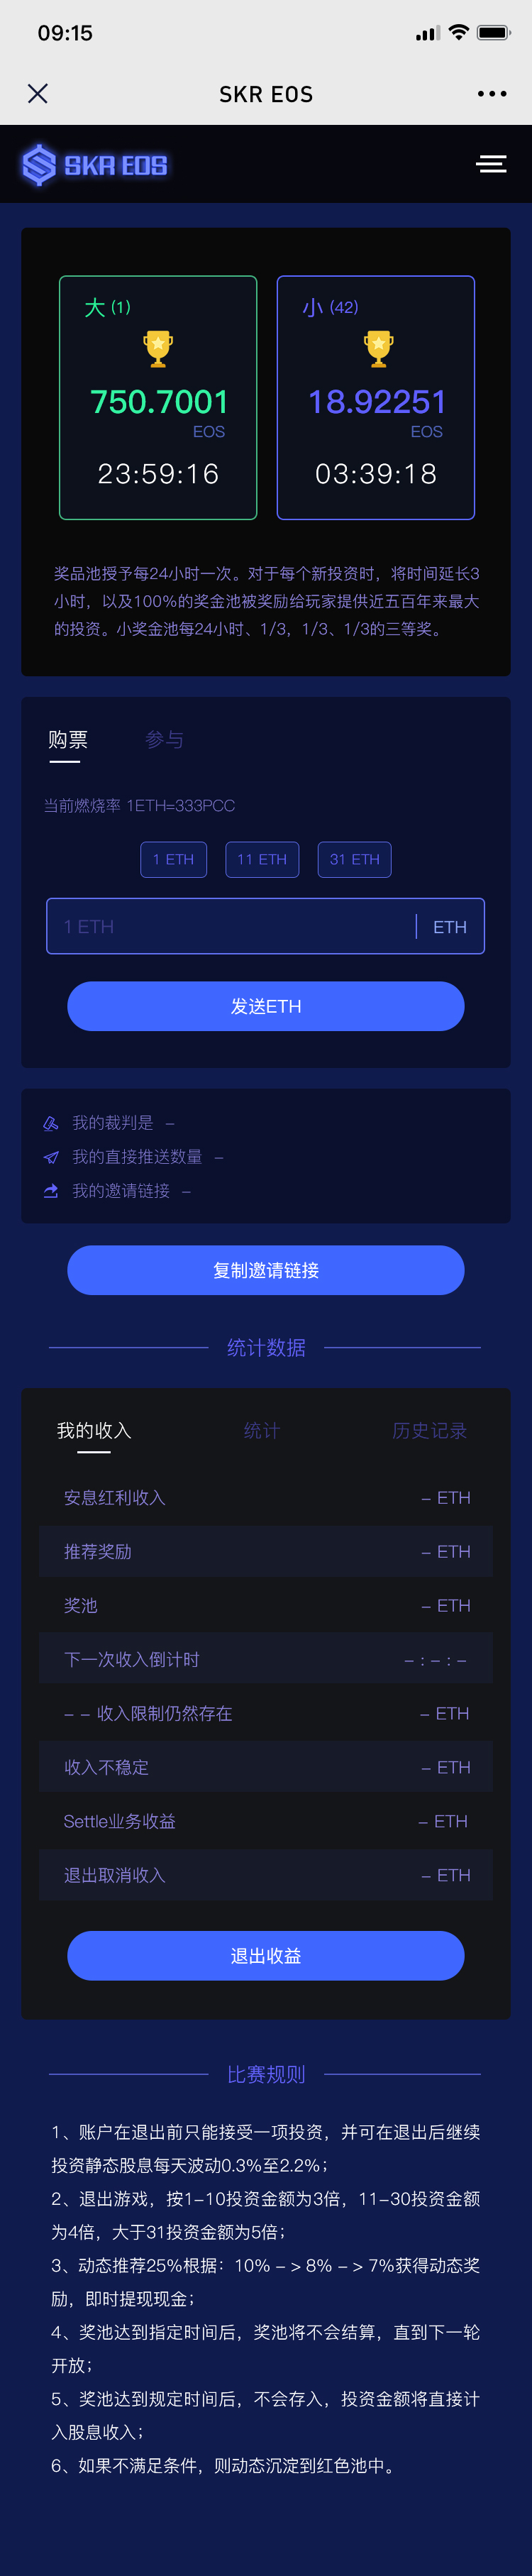 09:15
SKR EOS
SKR EOS
大 (1)
小 (42)
750.7001
18.92251
EOS
EOS
23:59:16
03:39:18
奖品池授予每24小时一次。对于每个新投资时，将时间延长3
小时，以及100%的奖金池被奖励给玩家提供近五百年来最大
的投资。小奖金池每24小时、1/3，1/3、1/3的三等奖。
购票
参与
当前燃烧率 1ETH=333PCC
1 ETH
11 ETH
31 ETH
1 ETH
ETH
发送ETH
我的裁判是 –
我的直接推送数量 –
我的邀请链接 –
复制邀请链接
统计数据
我的收入
统计
历史记录
安息红利收入 – ETH
推荐奖励 – ETH
奖池 – ETH
下一次收入倒计时 – : – : –
– – 收入限制仍然存在 – ETH
收入不稳定 – ETH
Settle业务收益 – ETH
退出取消收入 – ETH
退出收益
比赛规则
1、账户在退出前只能接受一项投资，并可在退出后继续
投资静态股息每天波动0.3%至2.2%；
2、退出游戏，按1–10投资金额为3倍，11–30投资金额
为4倍，大于31投资金额为5倍；
3、动态推荐25%根据：10% – > 8% – > 7%获得动态奖
励，即时提现现金；
4、奖池达到指定时间后，奖池将不会结算，直到下一轮
开放；
5、奖池达到规定时间后，不会存入，投资金额将直接计
入股息收入；
6、如果不满足条件，则动态沉淀到红色池中。